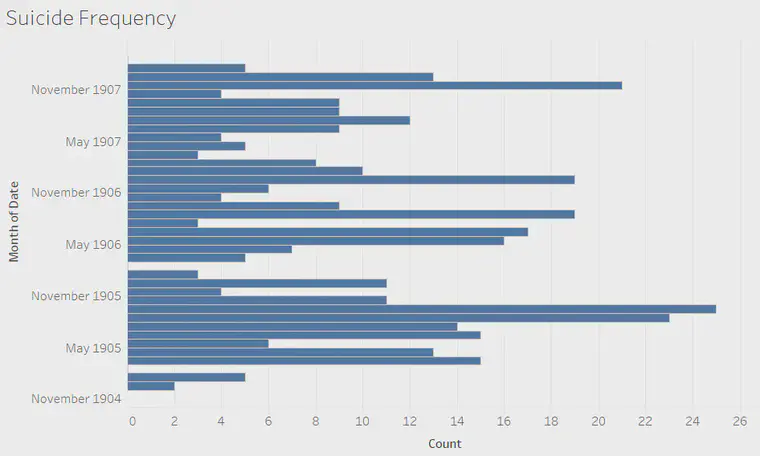 Suicide Frequency
November 1907
May 1907
November 1906
May 1906
November 1905
May 1905
November 1904
Month of Date
0 2 4 6 8 10 12 14 16 18 20 22 24 26
Count